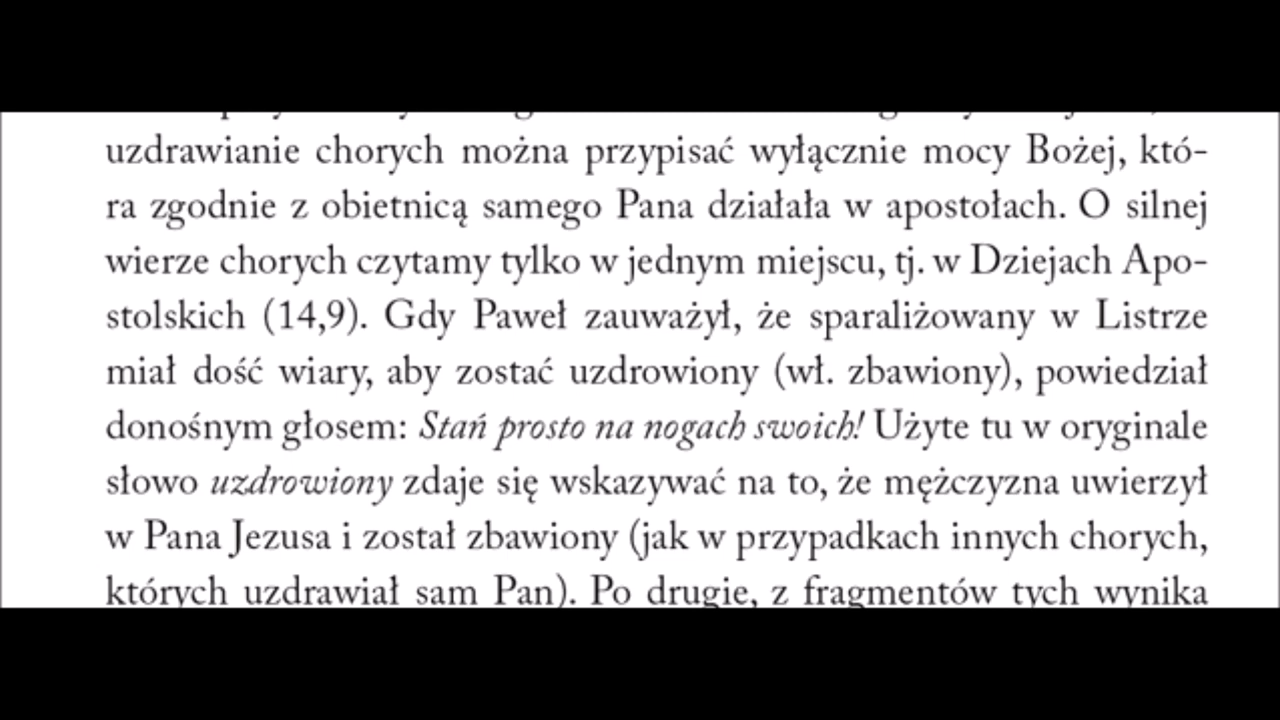 uzdrawianie chorych można przypisać wyłącznie mocy Bożej, któ-
ra zgodnie z obietnicą samego Pana działała w apostołach. O silnej
wierze chorych czytamy tylko w jednym miejscu, tj. w Dziejach Apo-
stolskich (14,9). Gdy Paweł zauważył, że sparaliżowany w Listrze
miał dość wiary, aby zostać uzdrowiony (wł. zbawiony), powiedział
donośnym głosem: Stań prosto na nogach swoich! Użyte tu w oryginale
słowo uzdrowiony zdaje się wskazywać na to, że mężczyzna uwierzył
w Pana Jezusa i został zbawiony (jak w przypadkach innych chorych,
których uzdrawiał sam Pan). Po drugie, z fragmentów tych wynika